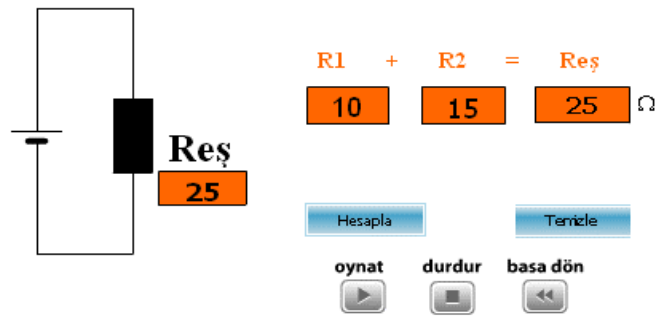 R1 + R2 = Reş
10 15 25 Ω
Reş
25
Hesapla Temizle
oynat durdur basa dön